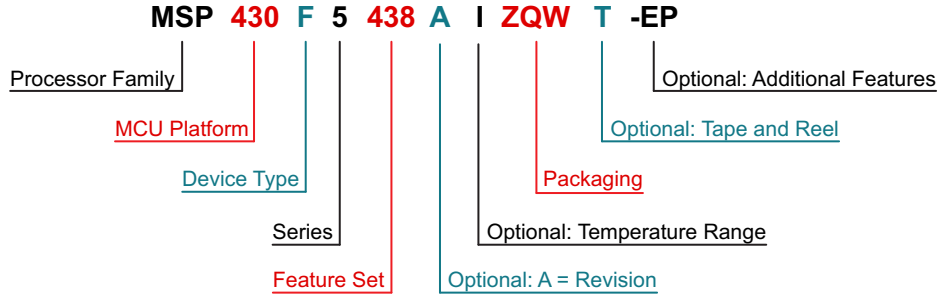 MSP 430 F 5 438 A I ZQW T -EP
Processor Family
Optional: Additional Features
MCU Platform
Optional: Tape and Reel
Device Type
Packaging
Series
Optional: Temperature Range
Feature Set
Optional: A = Revision